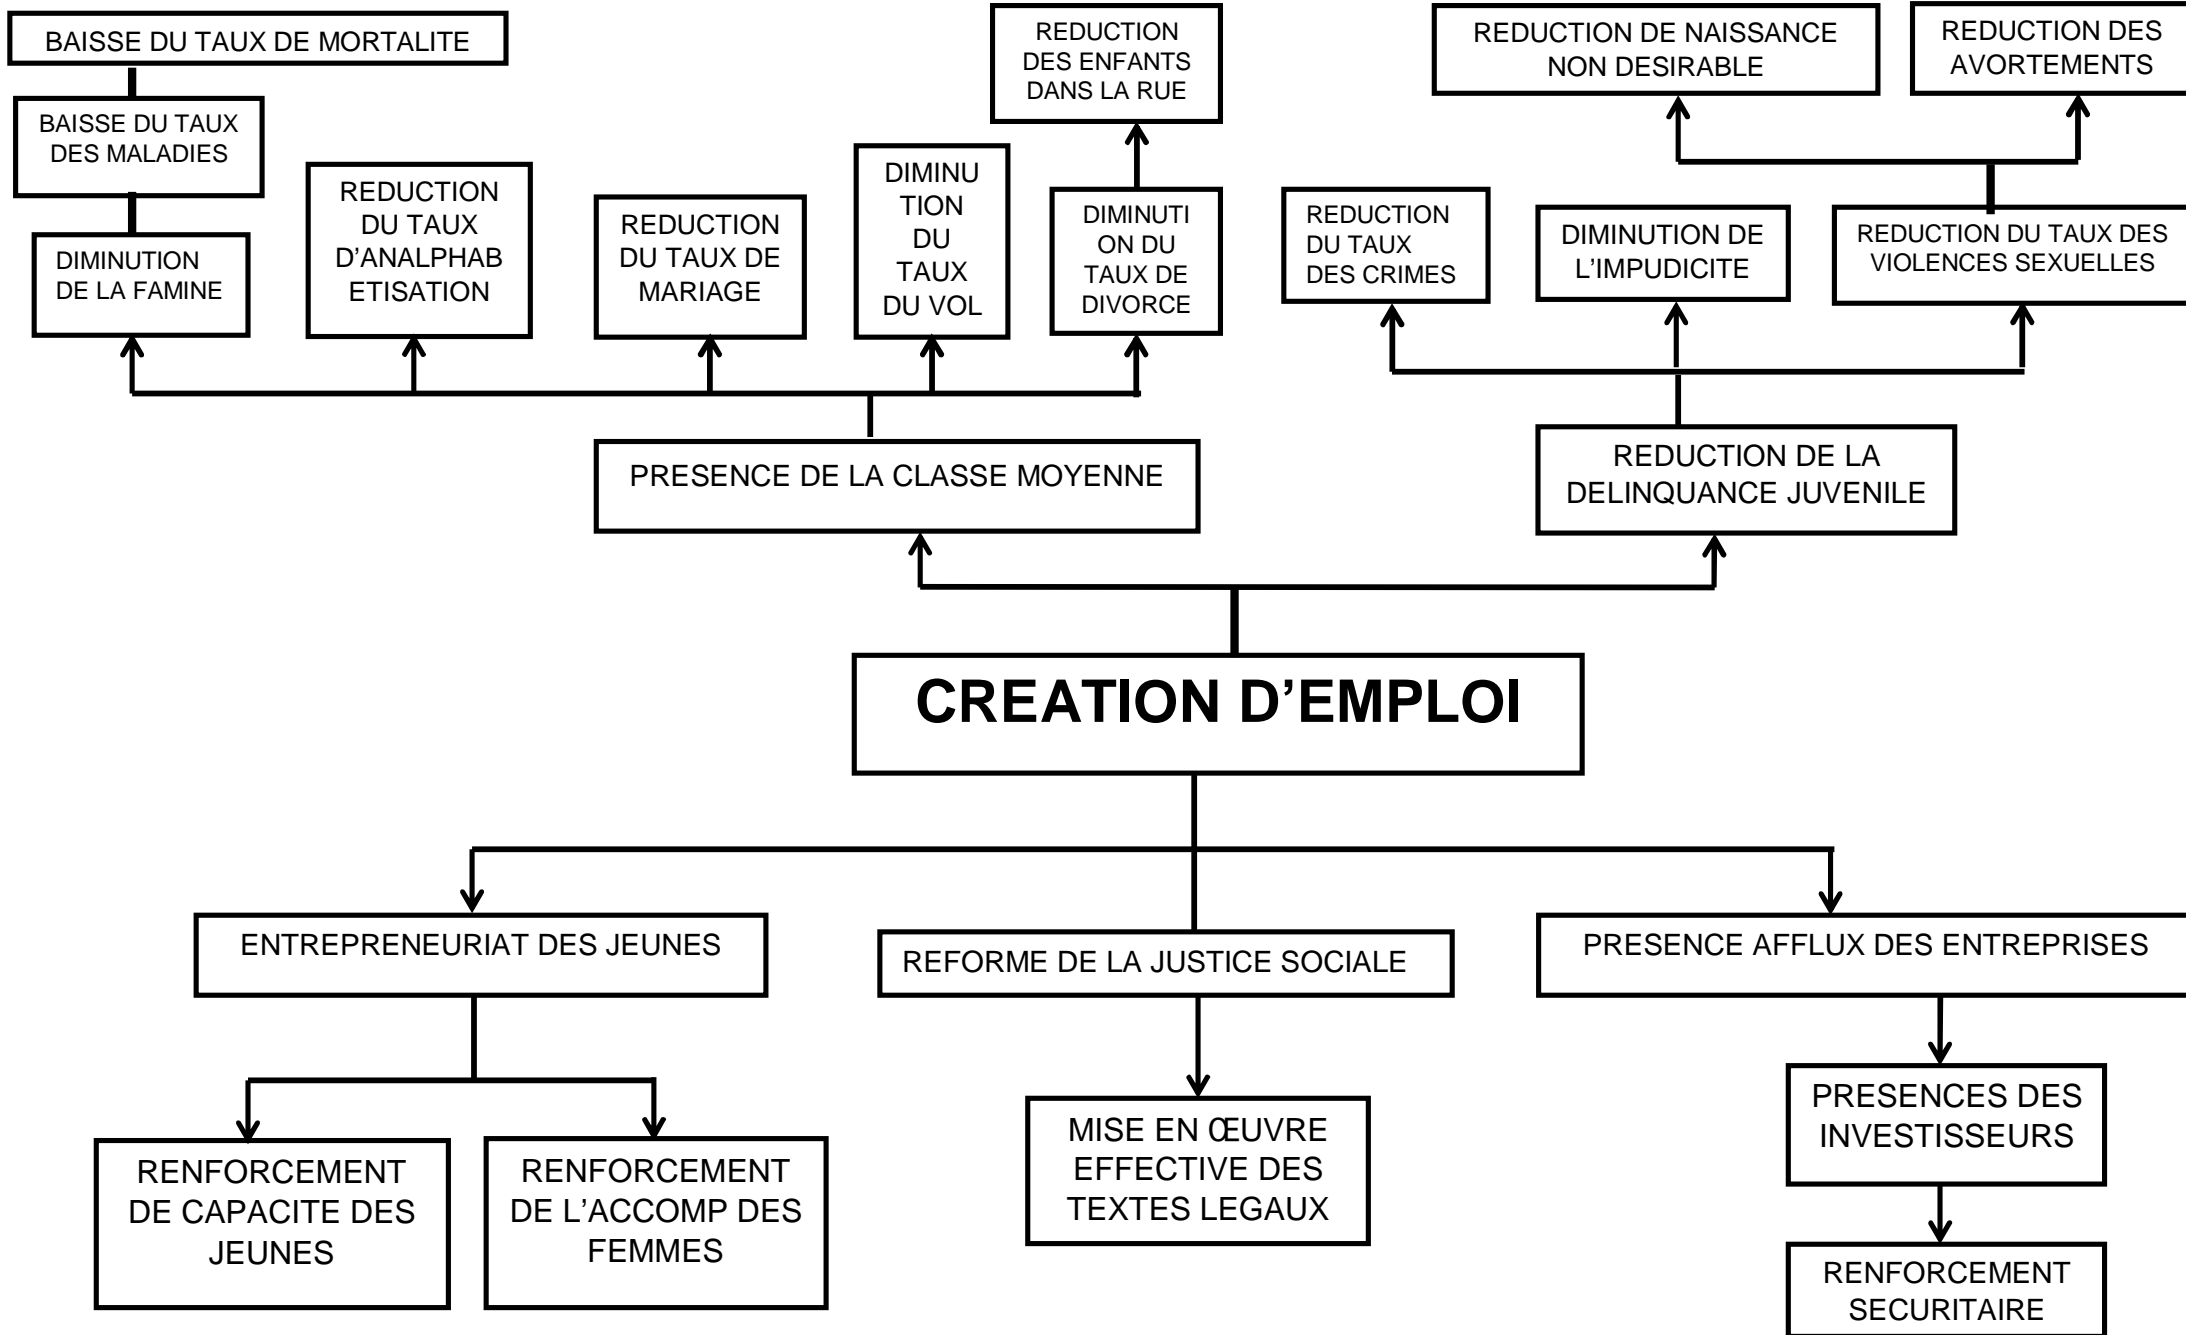 BAISSE DU TAUX DE MORTALITE
REDUCTION
DES ENFANTS
DANS LA RUE
REDUCTION DE NAISSANCE
NON DESIRABLE
REDUCTION DES
AVORTEMENTS
BAISSE DU TAUX
DES MALADIES
DIMINUTION
DE LA FAMINE
REDUCTION
DU TAUX
D’ANALPHAB
ETISATION
REDUCTION
DU TAUX DE
MARIAGE
DIMINU
TION
DU
TAUX
DU VOL
DIMINUTI
ON DU
TAUX DE
DIVORCE
REDUCTION
DU TAUX
DES CRIMES
DIMINUTION DE
L’IMPUDICITE
REDUCTION DU TAUX DES
VIOLENCES SEXUELLES
PRESENCE DE LA CLASSE MOYENNE
REDUCTION DE LA
DELINQUANCE JUVENILE
CREATION D’EMPLOI
ENTREPRENEURIAT DES JEUNES
REFORME DE LA JUSTICE SOCIALE
PRESENCE AFFLUX DES ENTREPRISES
RENFORCEMENT
DE CAPACITE DES
JEUNES
RENFORCEMENT
DE L’ACCOMP DES
FEMMES
MISE EN ŒUVRE
EFFECTIVE DES
TEXTES LEGAUX
PRESENCES DES
INVESTISSEURS
RENFORCEMENT
SECURITAIRE